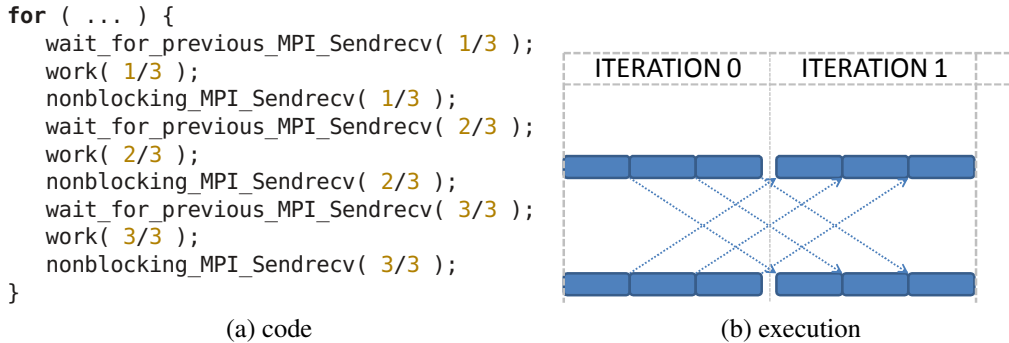 for ( ... ) {
wait_for_previous_MPI_Sendrecv( 1/3 );
work( 1/3 );
nonblocking_MPI_Sendrecv( 1/3 );
wait_for_previous_MPI_Sendrecv( 2/3 );
work( 2/3 );
nonblocking_MPI_Sendrecv( 2/3 );
wait_for_previous_MPI_Sendrecv( 3/3 );
work( 3/3 );
nonblocking_MPI_Sendrecv( 3/3 );
}
(a) code
ITERATION 0 ITERATION 1
(b) execution